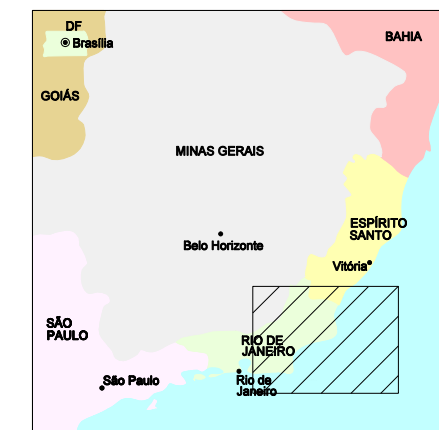 DF
Brasília
BAHIA
GOIÁS
MINAS GERAIS
ESPÍRITO
SANTO
Belo Horizonte
Vitória
SÃO
PAULO
RIO DE
JANEIRO
São Paulo
Rio de
Janeiro